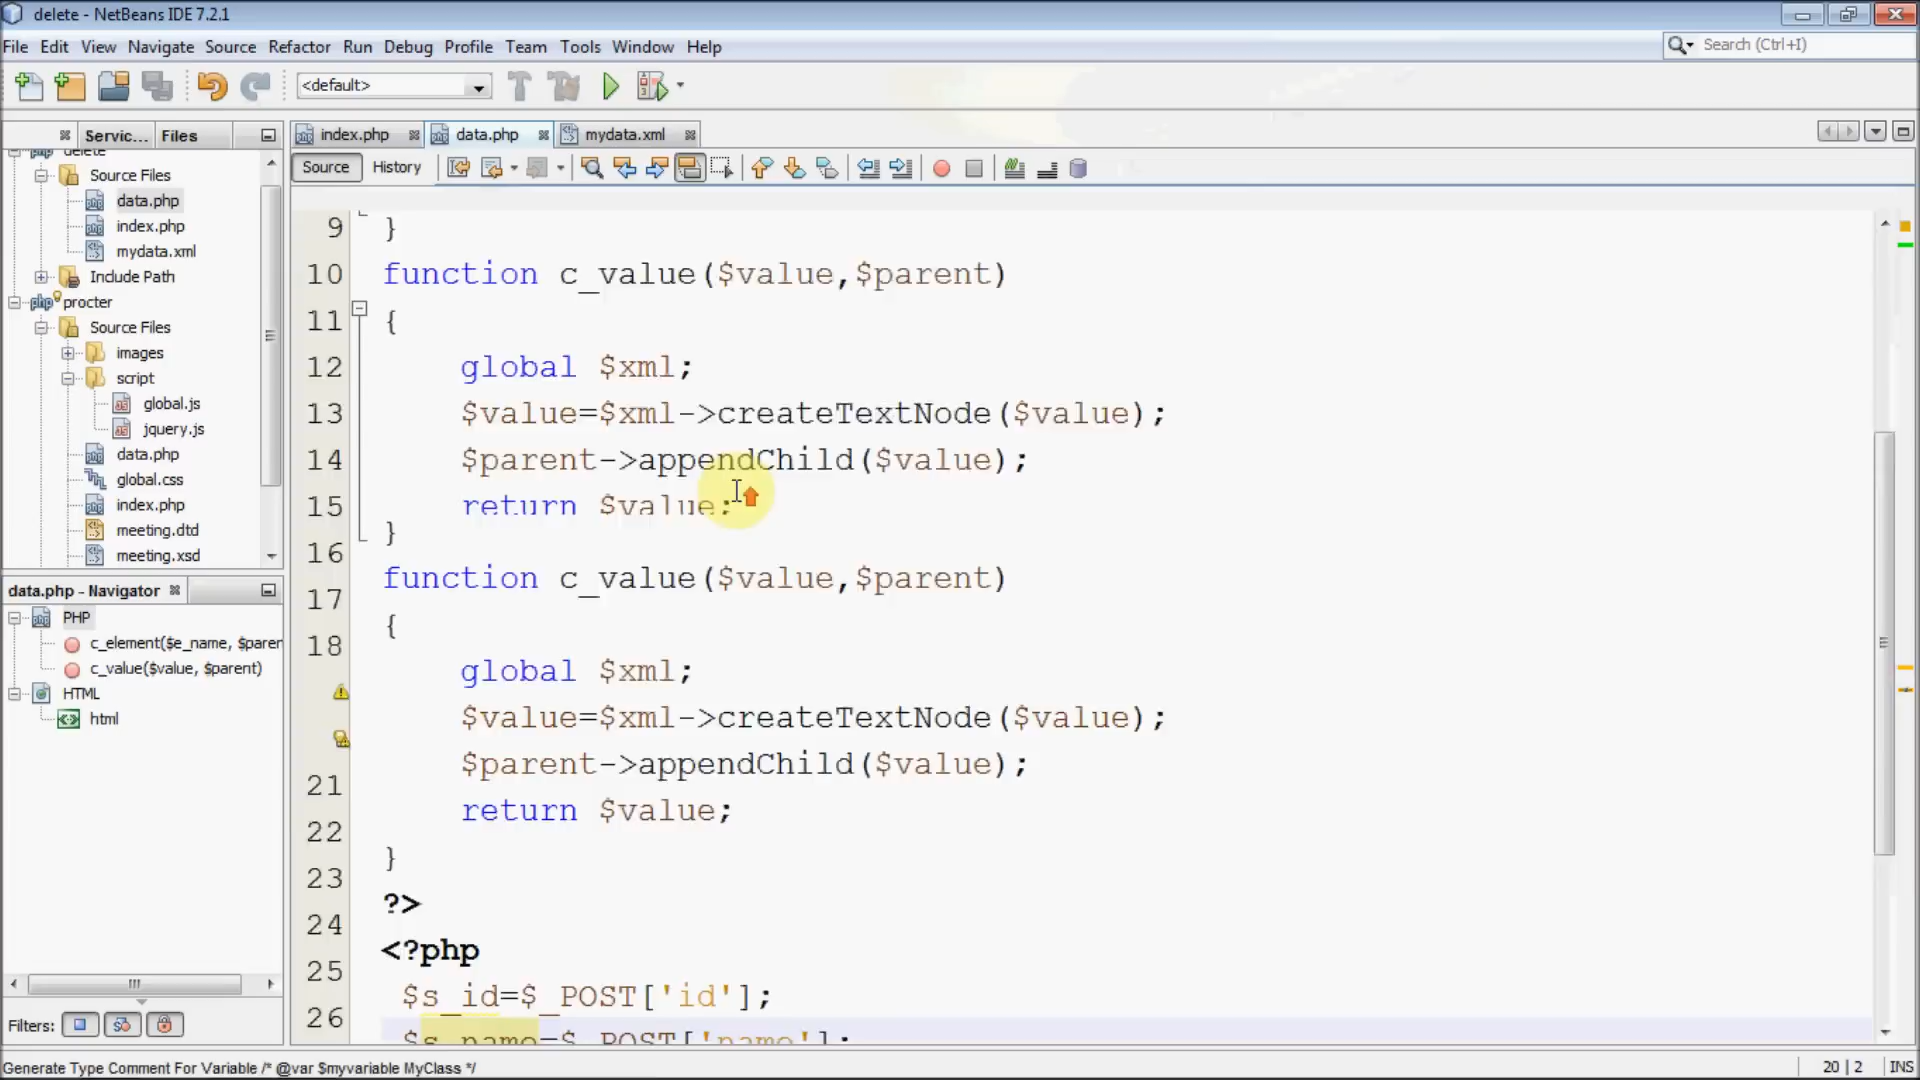 delete - NetBeans IDE 7.2.1
File Edit View Navigate Source Refactor Run Debug Profile Team Tools Window Help
Search (Ctrl+I)
<default>
Servic... Files
index.php data.php mydata.xml
Source History
delete
Source Files
data.php
index.php
mydata.xml
Include Path
procter
Source Files
images
script
global.js
jquery.js
data.php
global.css
index.php
meeting.dtd
meeting.xsd
data.php - Navigator
PHP
c_element($e_name, $paren
c_value($value, $parent)
HTML
html
Filters:
9 }
10 function c_value($value,$parent)
11 {
12 global $xml;
13 $value=$xml->createTextNode($value);
14 $parent->appendChild($value);
15 return $value;
16 }
17 function c_value($value,$parent)
18 {
global $xml;
$value=$xml->createTextNode($value);
21 $parent->appendChild($value);
22 return $value;
23 }
24 ?>
25 <?php
26 $s_id=$_POST['id'];
$s_name=$_POST['name'];
Generate Type Comment For Variable /* @var $myvariable MyClass */
20 | 2 INS